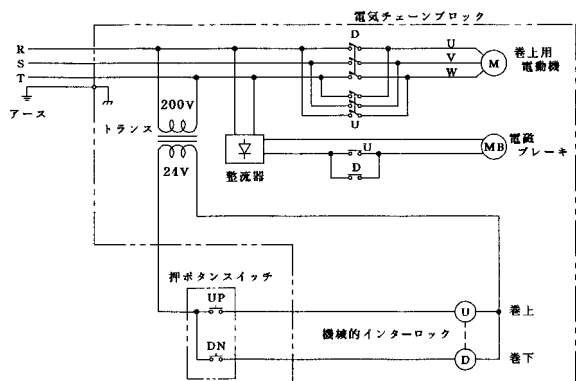 電気チェーンブロック
D
R
U
S
V
M
巻上用
電動機
T
W
アース
200V
トランス
U
24V
整流器
U
MB
電磁
ブレーキ
D
押ボタンスイッチ
UP
U
巻上
機械的インターロック
DN
D
巻下